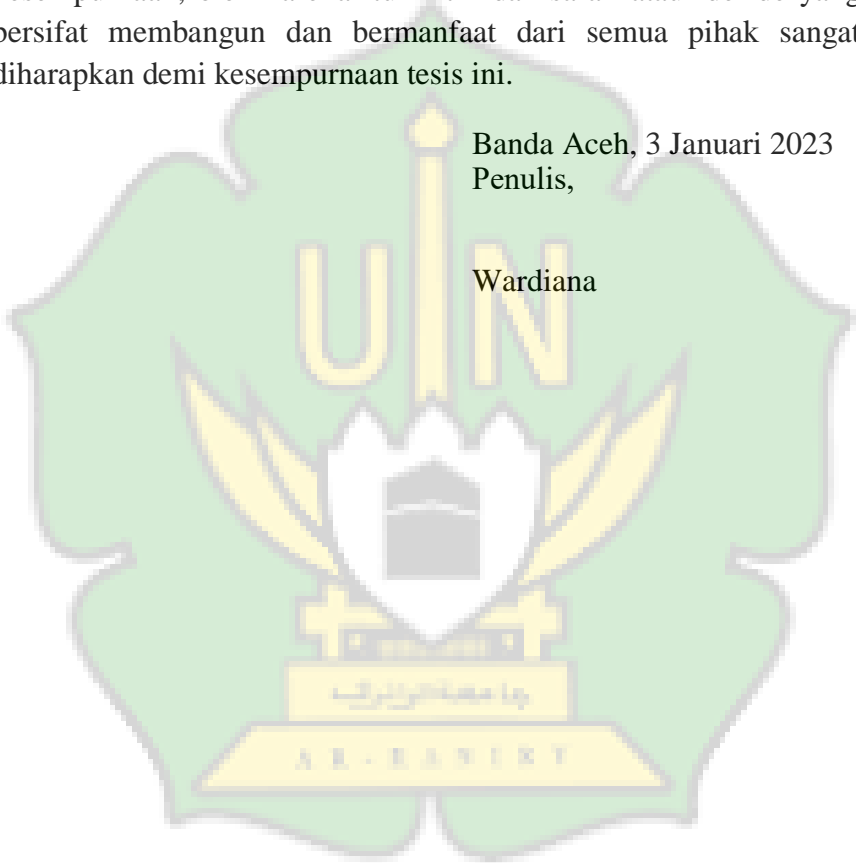 bersifat membangun dan bermanfaat dari semua pihak sangat
diharapkan demi kesempurnaan tesis ini.
Banda Aceh, 3 Januari 2023
Penulis,
Wardiana
UIN
AR-RANIRY